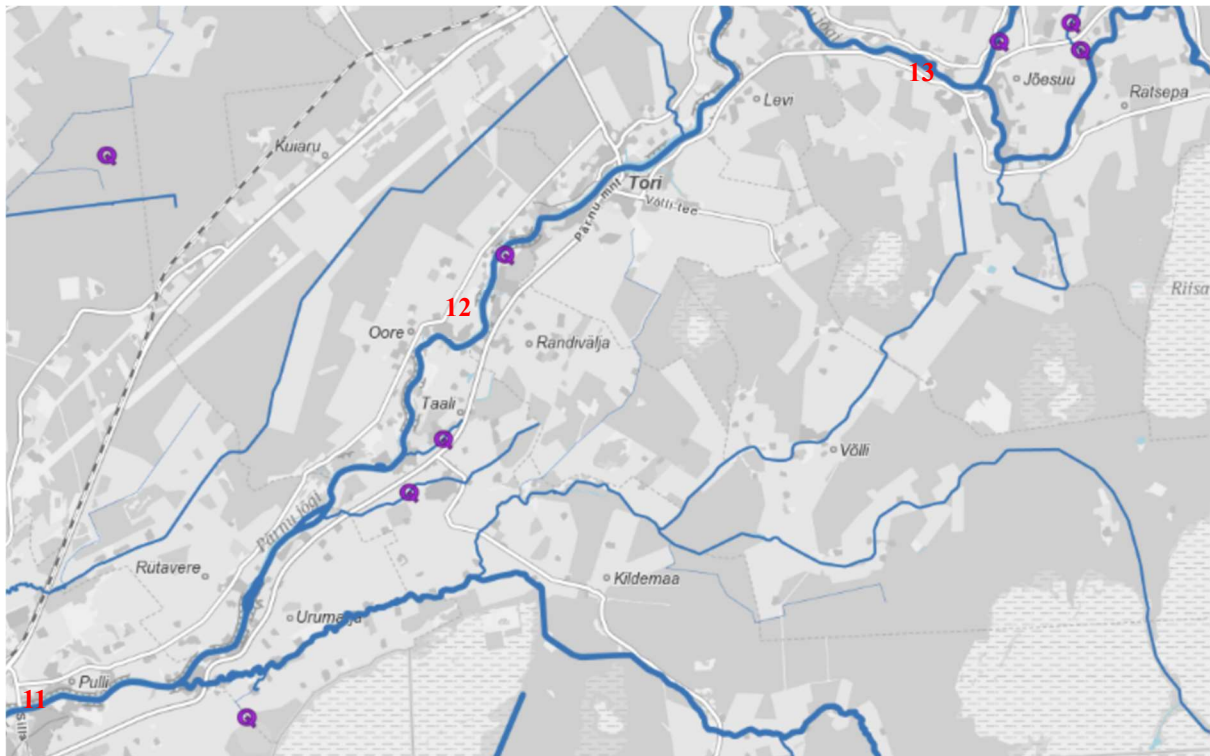 jõgi
13
Jõesuu
Levi
Ratsepa
Kuiaru
Tori
Võlli-tee
Pärnu-mnt
Riisa
12
Oore
Randivälja
Taali
Võlli
Pärnu jõgi
Rutavere
Kildemaa
Urumarja
Pulli
11